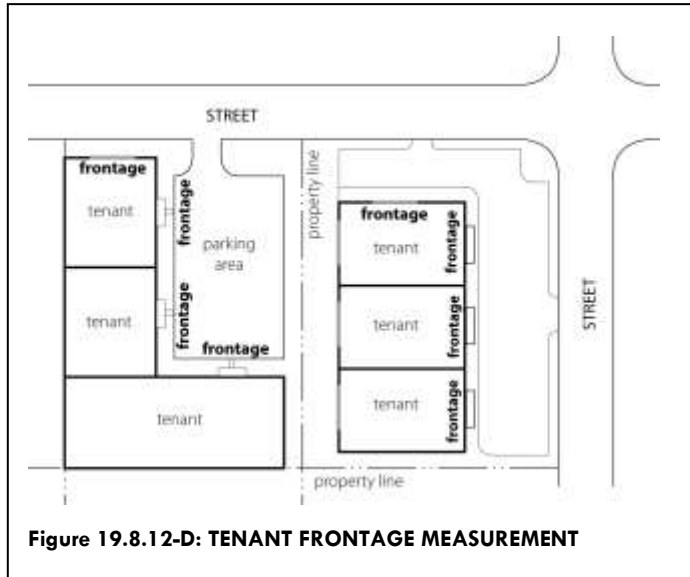 STREET
frontage
tenant
frontage
parking
area
tenant
frontage
frontage
tenant
property line
frontage
tenant
frontage
tenant
frontage
tenant
frontage
STREET
property line
Figure 19.8.12-D: TENANT FRONTAGE MEASUREMENT